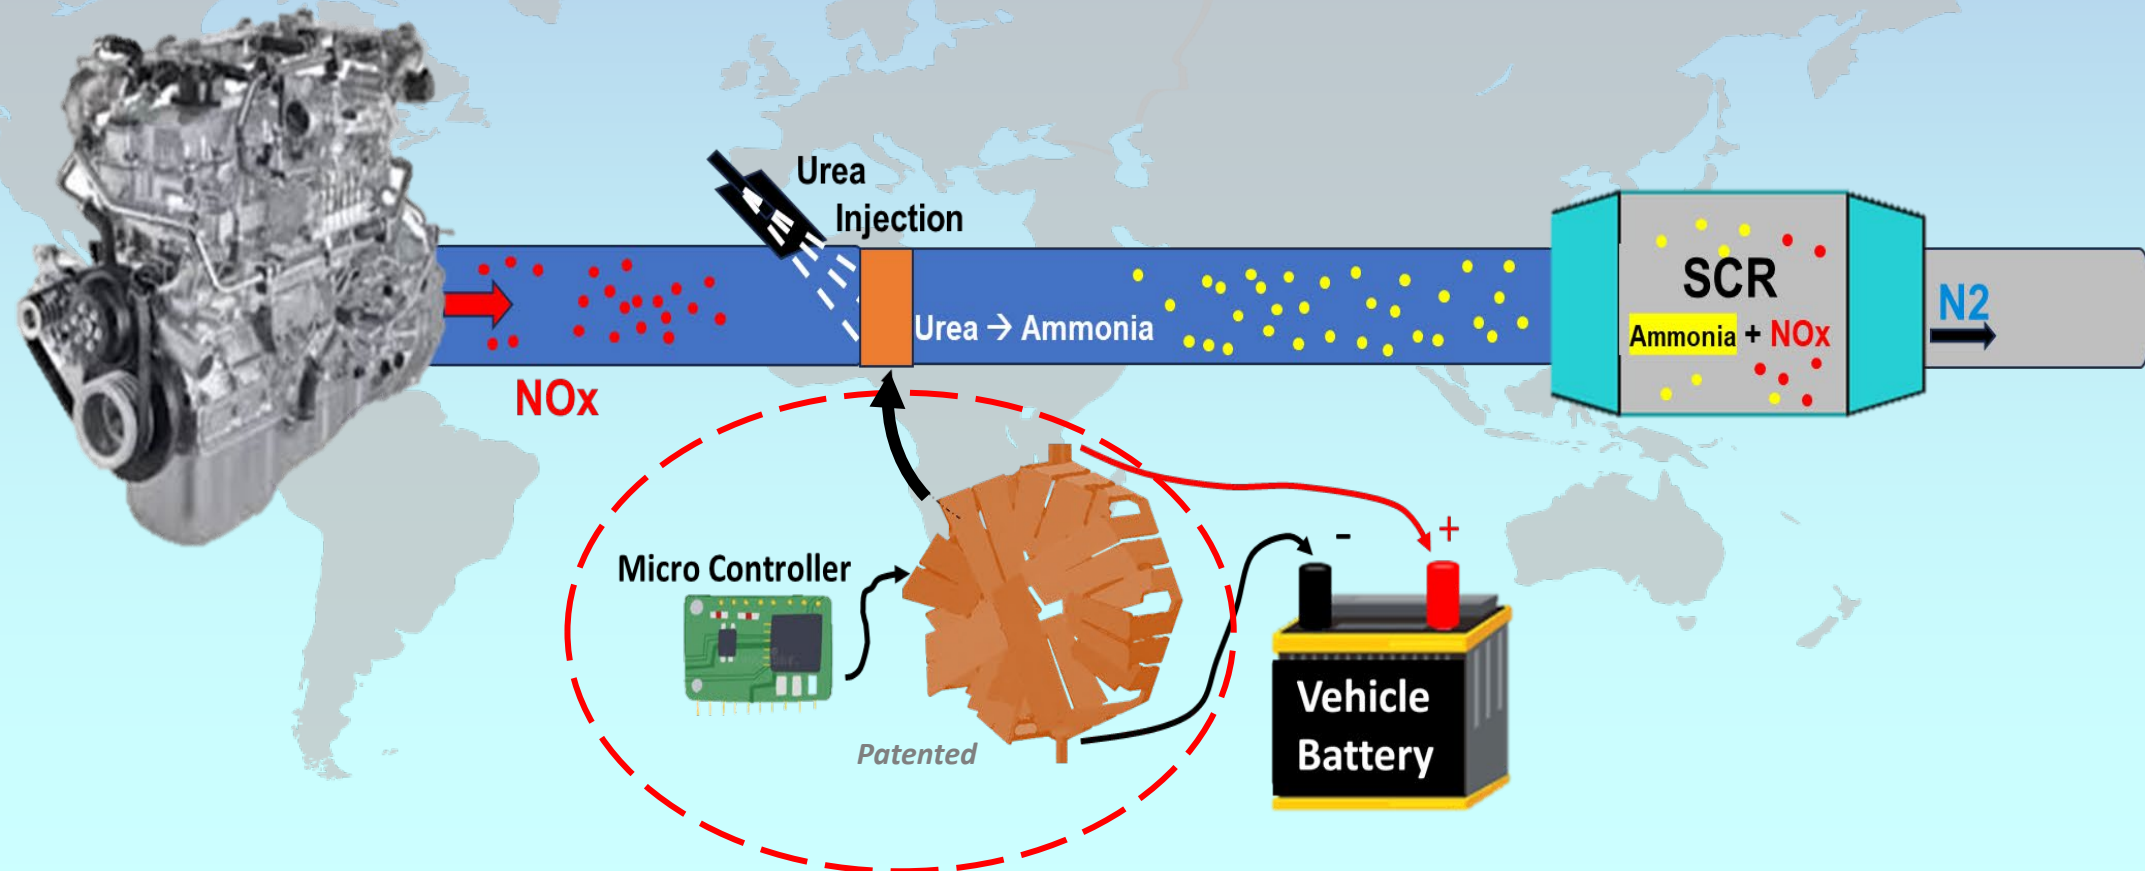 Urea
Injection
NOx
Urea → Ammonia
SCR
Ammonia + NOx
N2
Micro Controller
Patented
- +
Vehicle
Battery